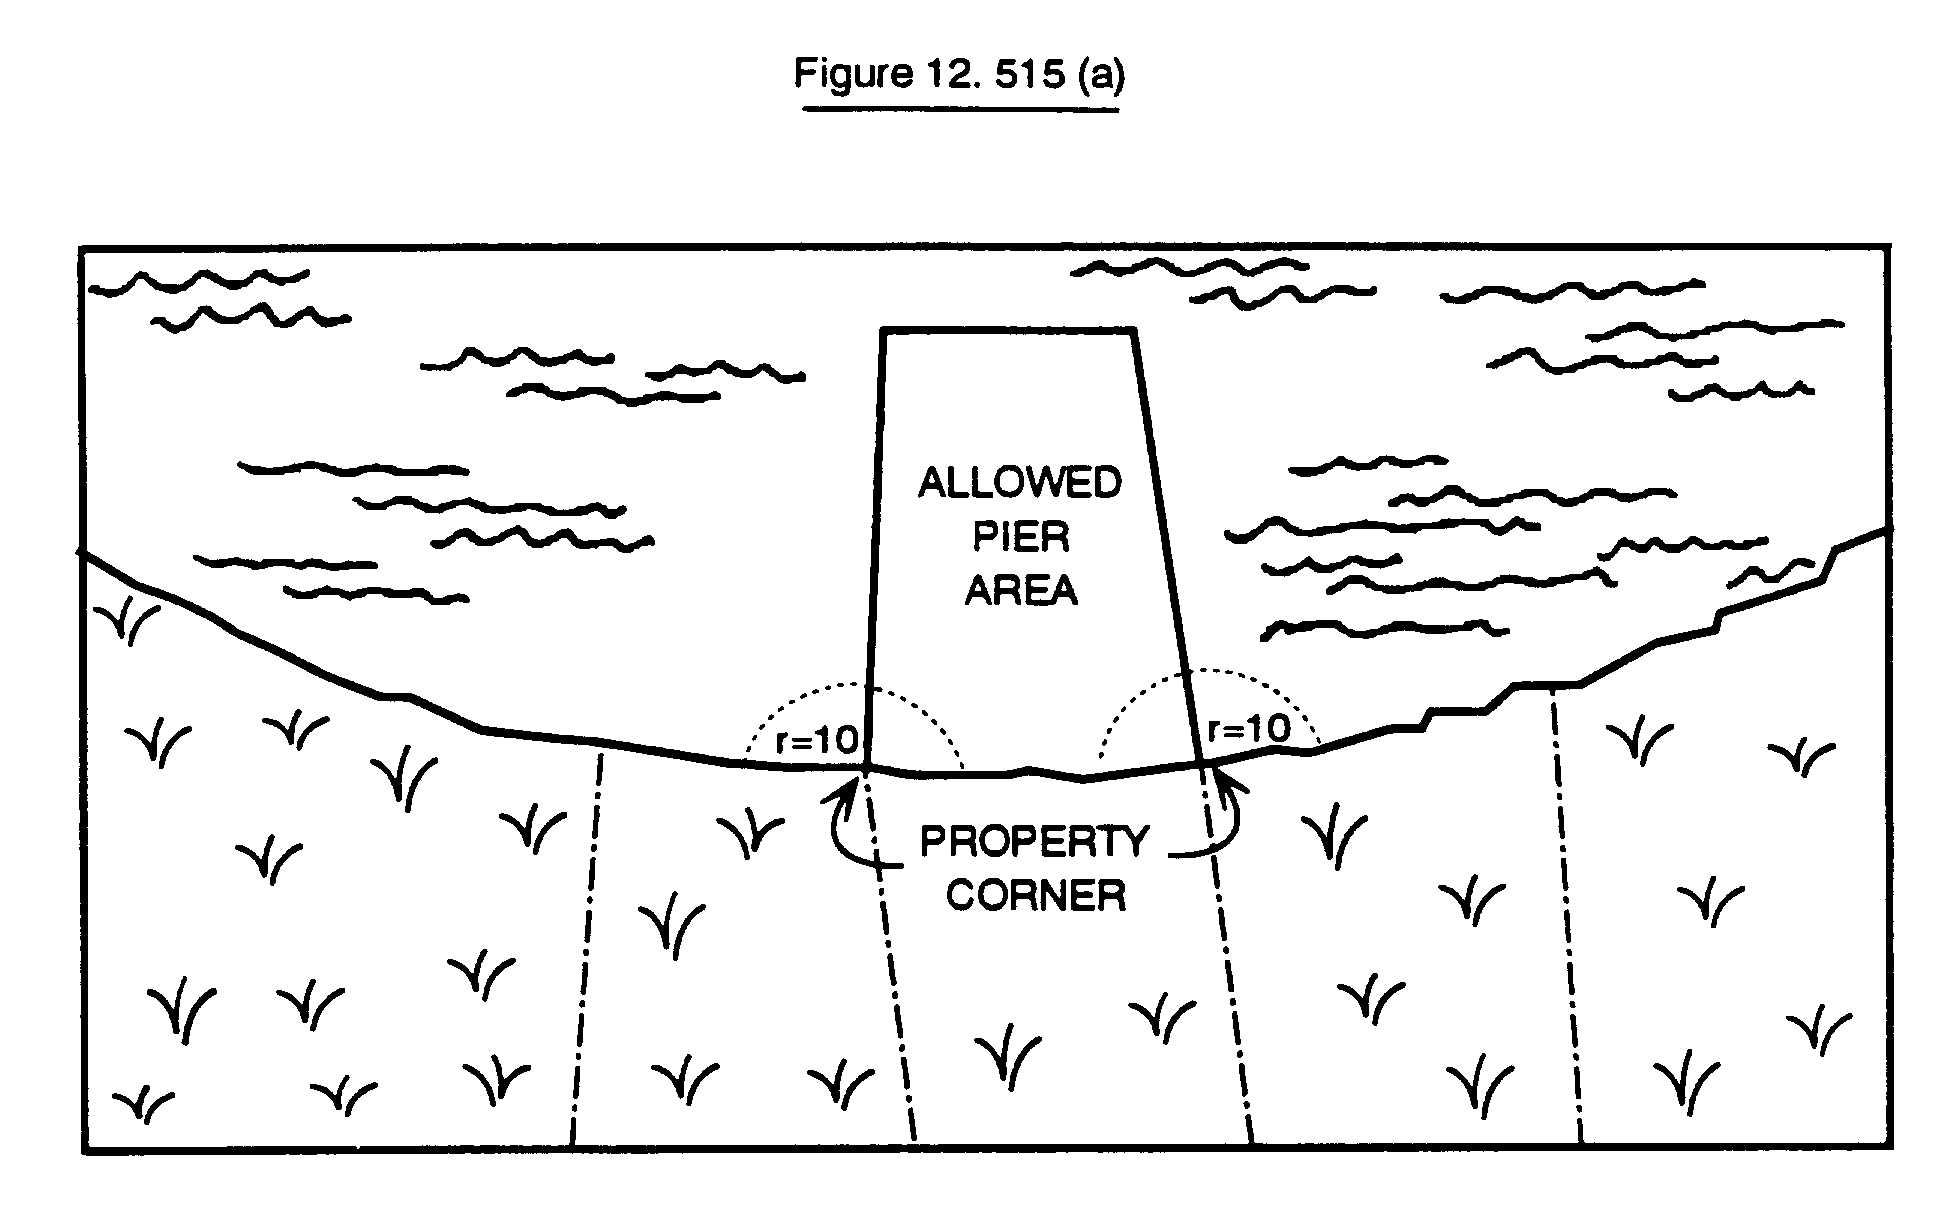 Figure 12. 515 (a)
ALLOWED
PIER
AREA
r=10
r=10
PROPERTY
CORNER